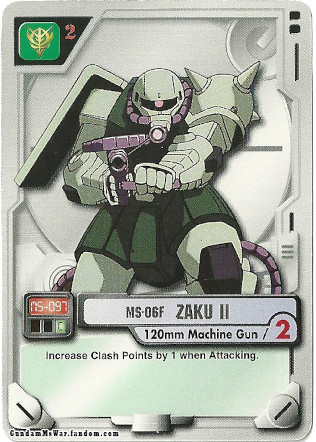 2
MS-097
MS-06F ZAKU II
120mm Machine Gun / 2
Increase Clash Points by 1 when Attacking.
GundamMsWar.fandom.com